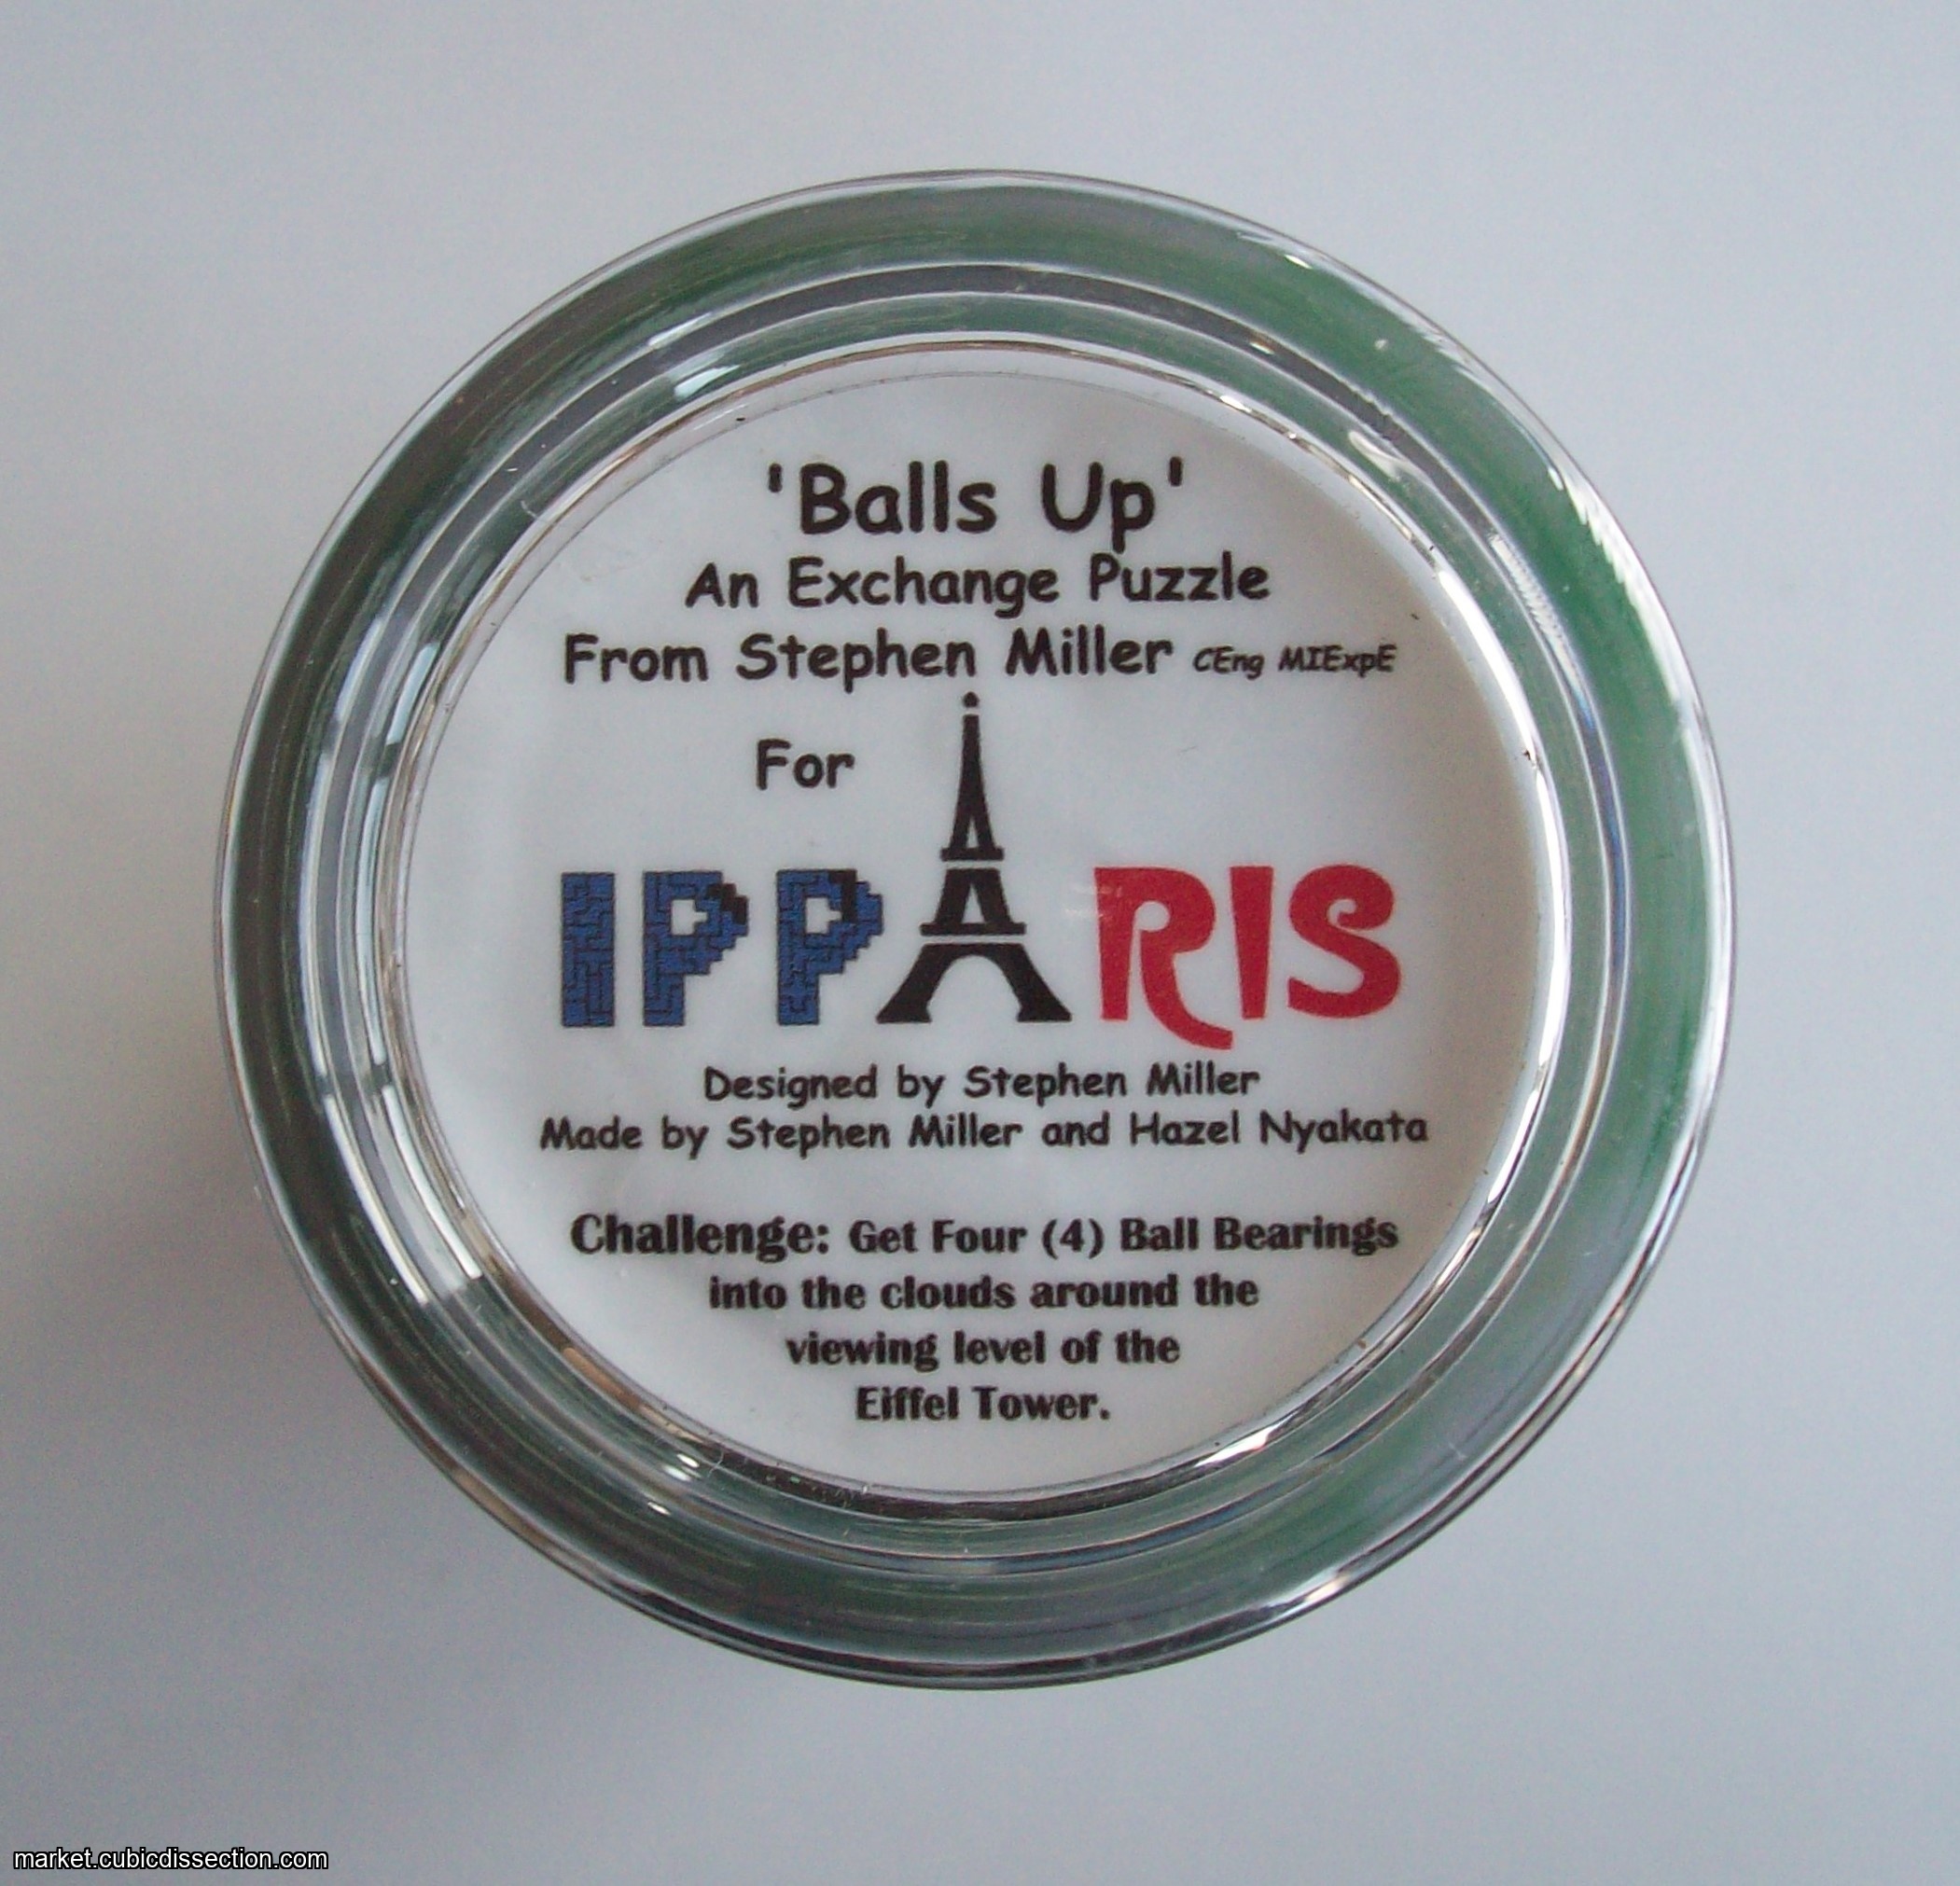 'Balls Up'
An Exchange Puzzle
From Stephen Miller CEng MIExpE
For
IPPARIS
Designed by Stephen Miller
Made by Stephen Miller and Hazel Nyakata
Challenge: Get Four (4) Ball Bearings
into the clouds around the
viewing level of the
Eiffel Tower.
market.cubicdissection.com